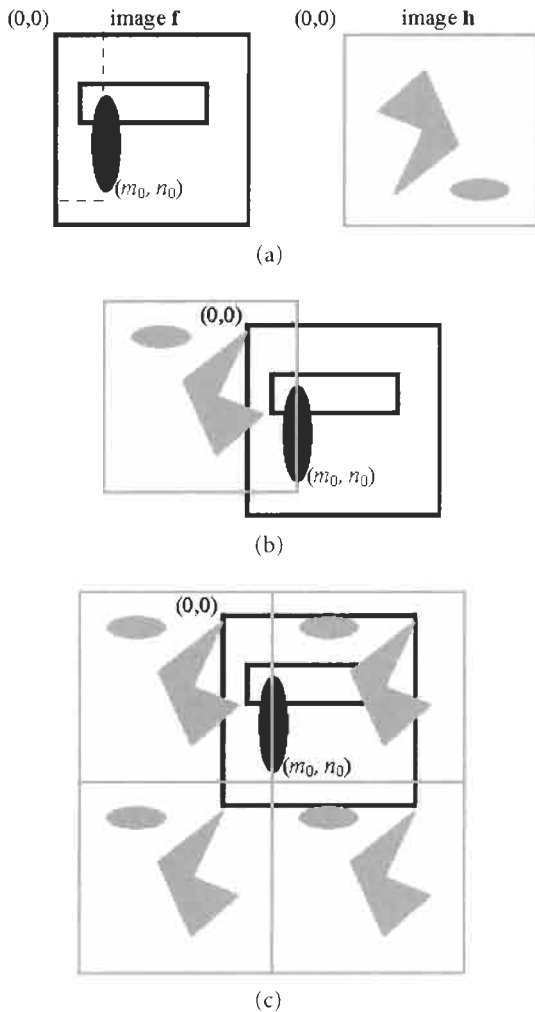 (0,0) image f (0,0) image h
(m₀, n₀)
(a)
(0,0)
(m₀, n₀)
(b)
(0,0)
(m₀, n₀)
(c)